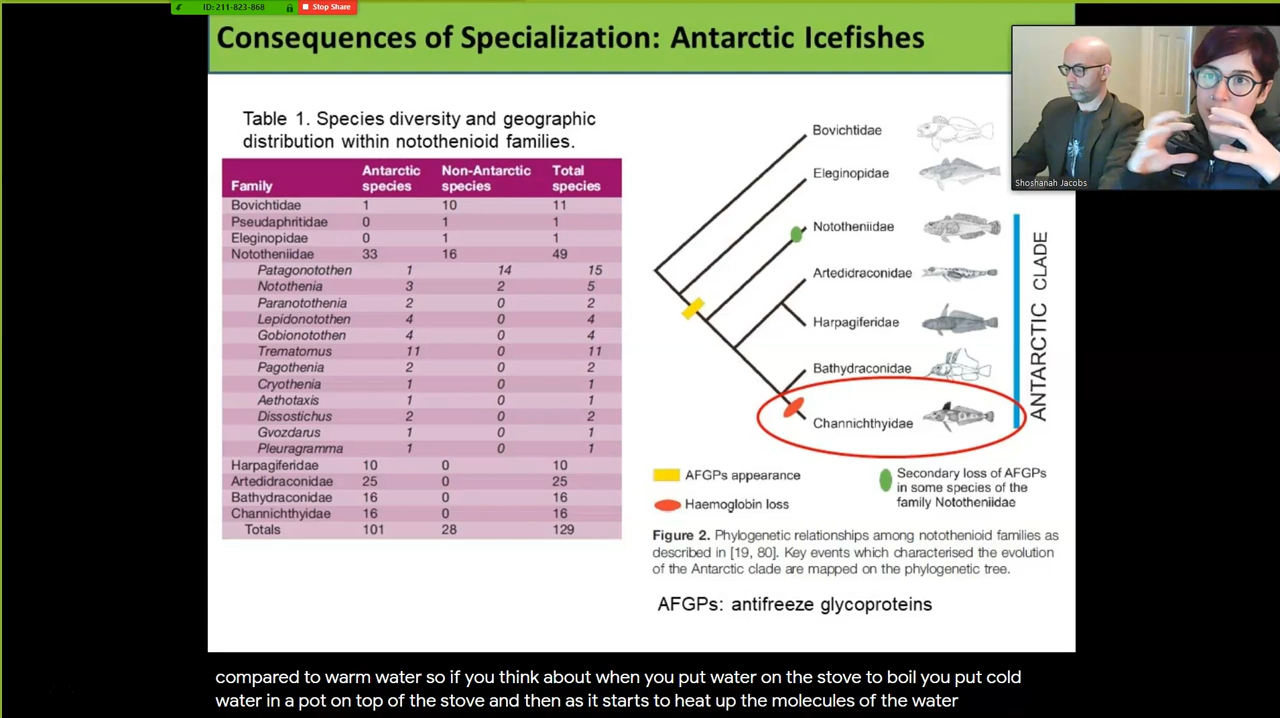 ID: 211-823-868
Stop Share
Consequences of Specialization: Antarctic Icefishes
Shoshanah Jacobs
Table 1. Species diversity and geographic
distribution within notothenioid families.
Family Antarctic species Non-Antarctic species Total species
Bovichtidae 1 10 11
Pseudaphritidae 0 1 1
Eleginopidae 0 1 1
Nototheniidae 33 16 49
Patagonotothen 1 14 15
Notothenia 3 2 5
Paranotothenia 2 0 2
Lepidonotothen 4 0 4
Gobionotothen 4 0 4
Trematomus 11 0 11
Pagothenia 2 0 2
Cryothenia 1 0 1
Aethotaxis 1 0 1
Dissostichus 2 0 2
Gvozdarus 1 0 1
Pleuragramma 1 0 1
Harpagiferidae 10 0 10
Artedidraconidae 25 0 25
Bathydraconidae 16 0 16
Channichthyidae 16 0 16
Totals 101 28 129
Bovichtidae
Eleginopidae
Nototheniidae
Artedidraconidae
Harpagiferidae
Bathydraconidae
Channichthyidae
ANTARCTIC CLADE
AFGPs appearance
Haemoglobin loss
Secondary loss of AFGPs
in some species of the
family Nototheniidae
Figure 2. Phylogenetic relationships among notothenioid families as
described in [19, 80]. Key events which characterised the evolution
of the Antarctic clade are mapped on the phylogenetic tree.
AFGPs: antifreeze glycoproteins
compared to warm water so if you think about when you put water on the stove to boil you put cold
water in a pot on top of the stove and then as it starts to heat up the molecules of the water